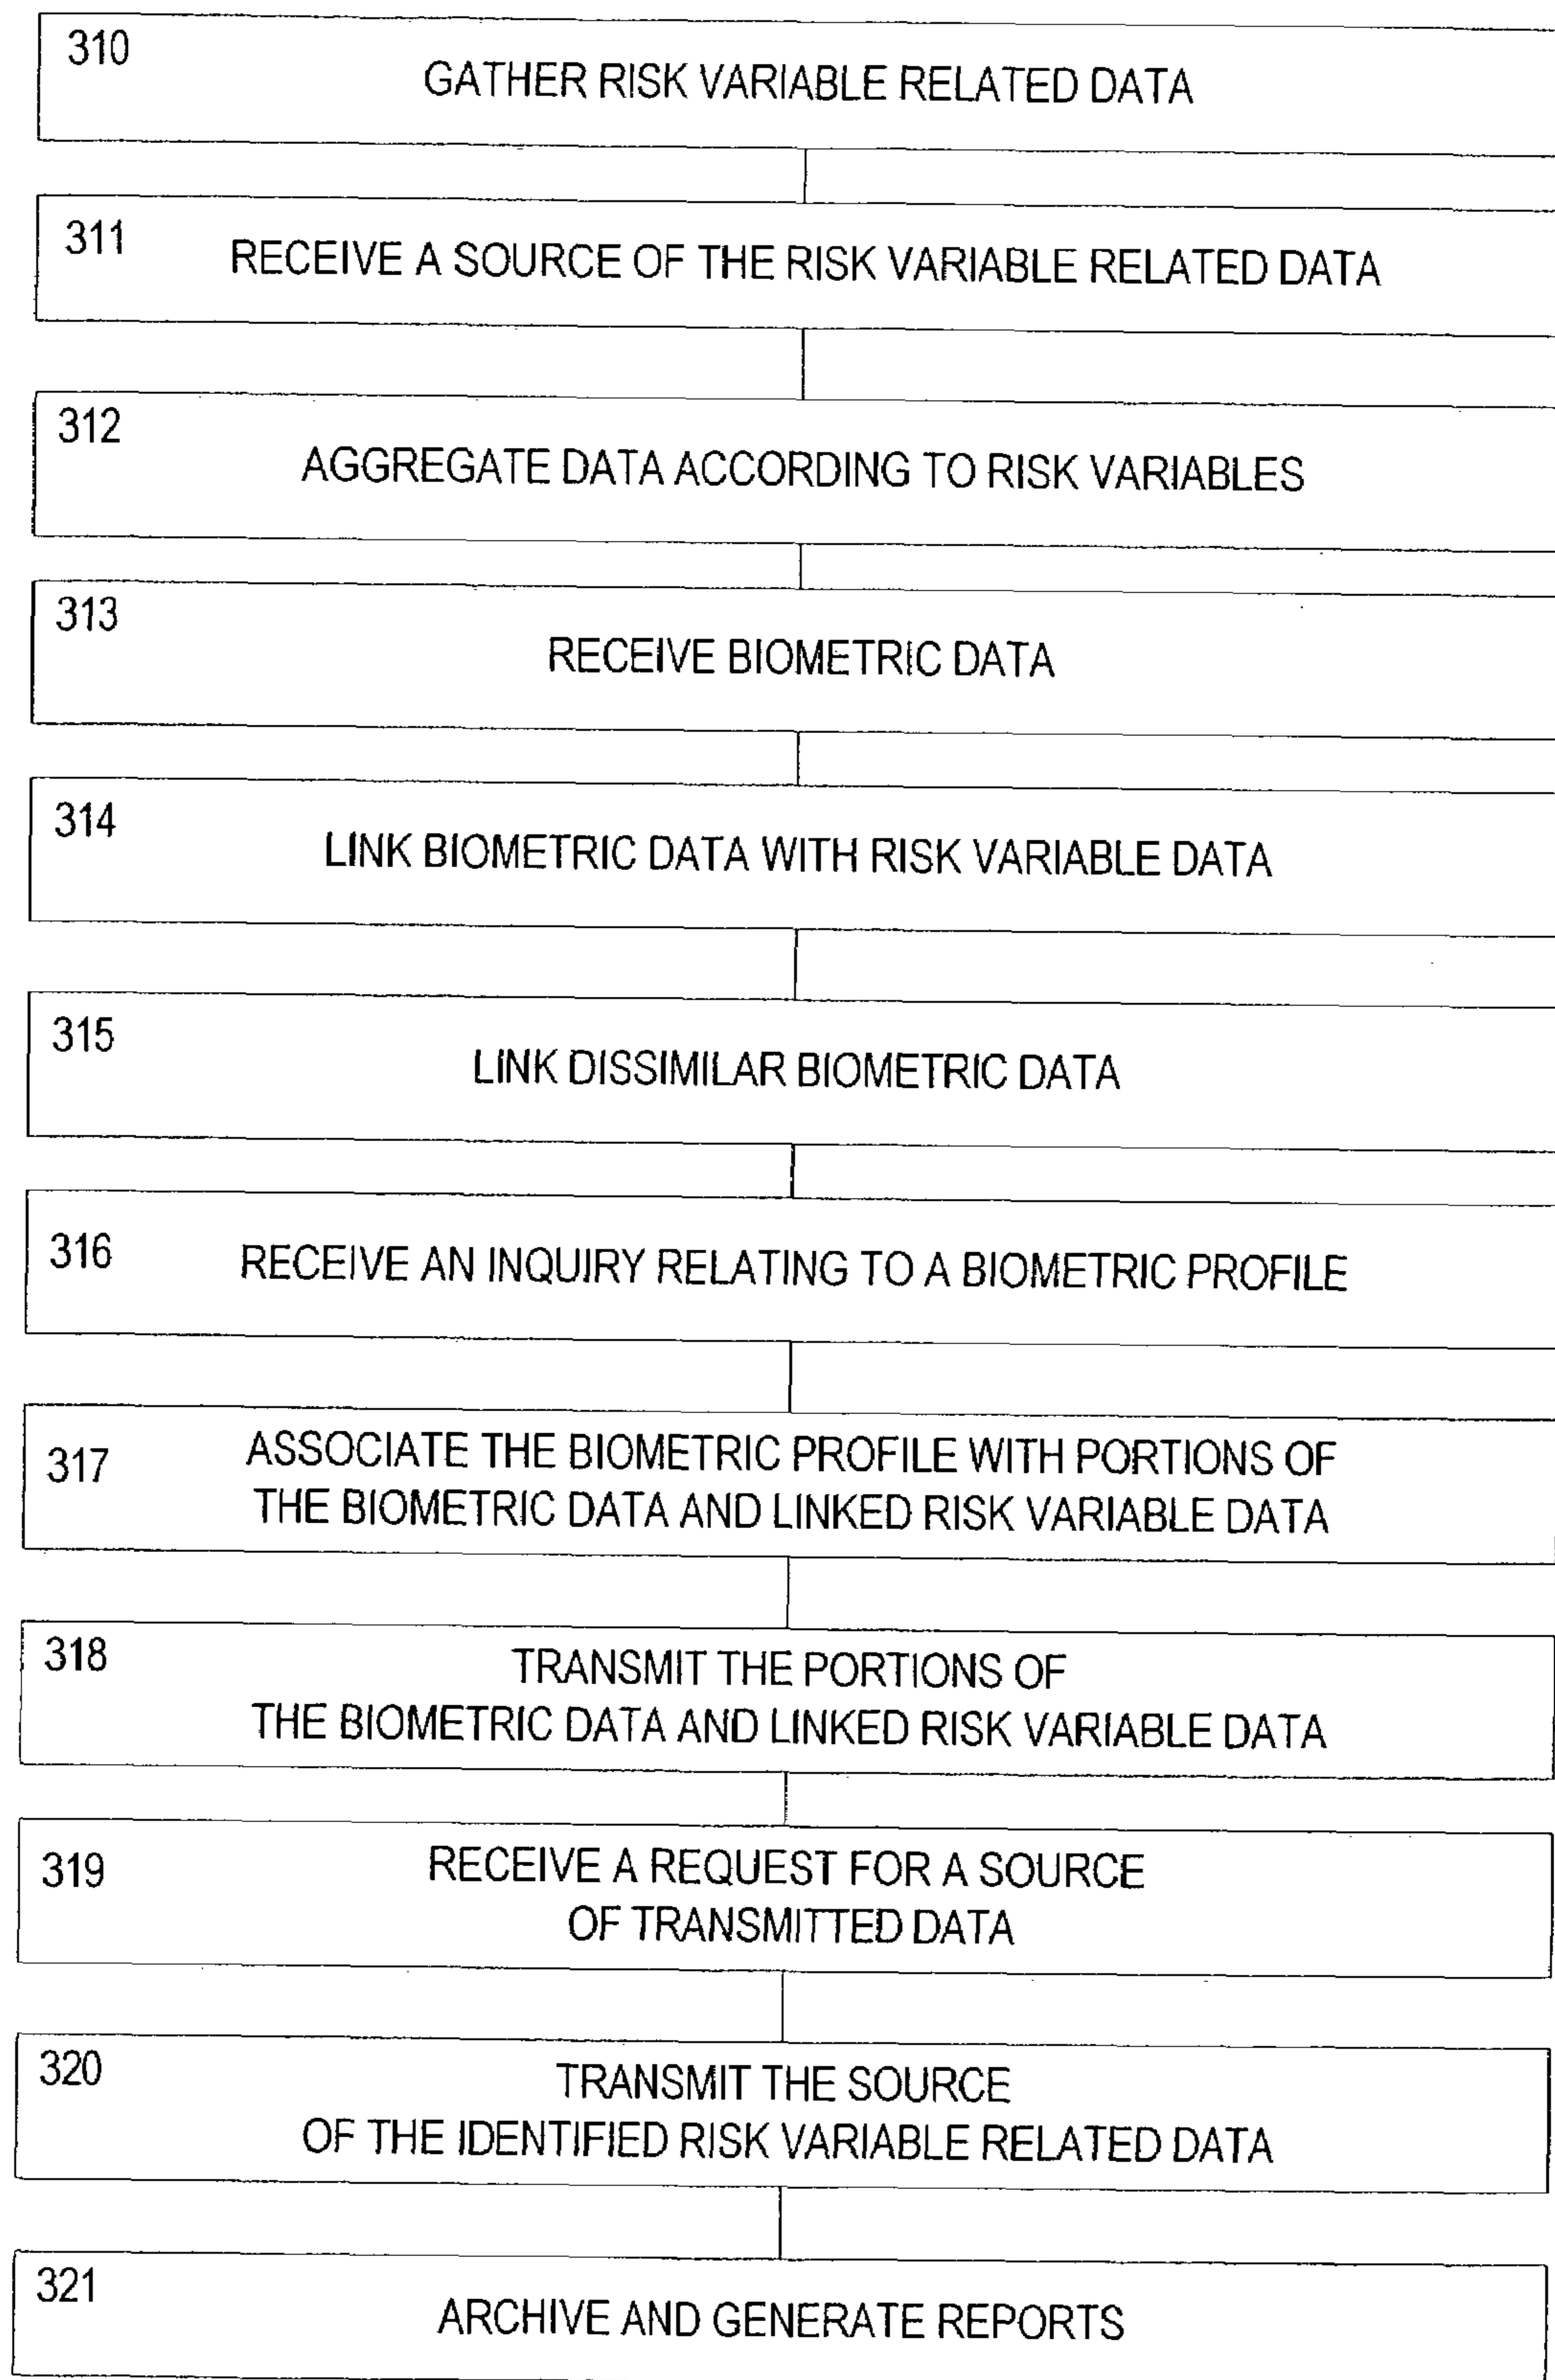 310
GATHER RISK VARIABLE RELATED DATA
311
RECEIVE A SOURCE OF THE RISK VARIABLE RELATED DATA
312
AGGREGATE DATA ACCORDING TO RISK VARIABLES
313
RECEIVE BIOMETRIC DATA
314
LINK BIOMETRIC DATA WITH RISK VARIABLE DATA
315
LINK DISSIMILAR BIOMETRIC DATA
316
RECEIVE AN INQUIRY RELATING TO A BIOMETRIC PROFILE
317
ASSOCIATE THE BIOMETRIC PROFILE WITH PORTIONS OF
THE BIOMETRIC DATA AND LINKED RISK VARIABLE DATA
318
TRANSMIT THE PORTIONS OF
THE BIOMETRIC DATA AND LINKED RISK VARIABLE DATA
319
RECEIVE A REQUEST FOR A SOURCE
OF TRANSMITTED DATA
320
TRANSMIT THE SOURCE
OF THE IDENTIFIED RISK VARIABLE RELATED DATA
321
ARCHIVE AND GENERATE REPORTS